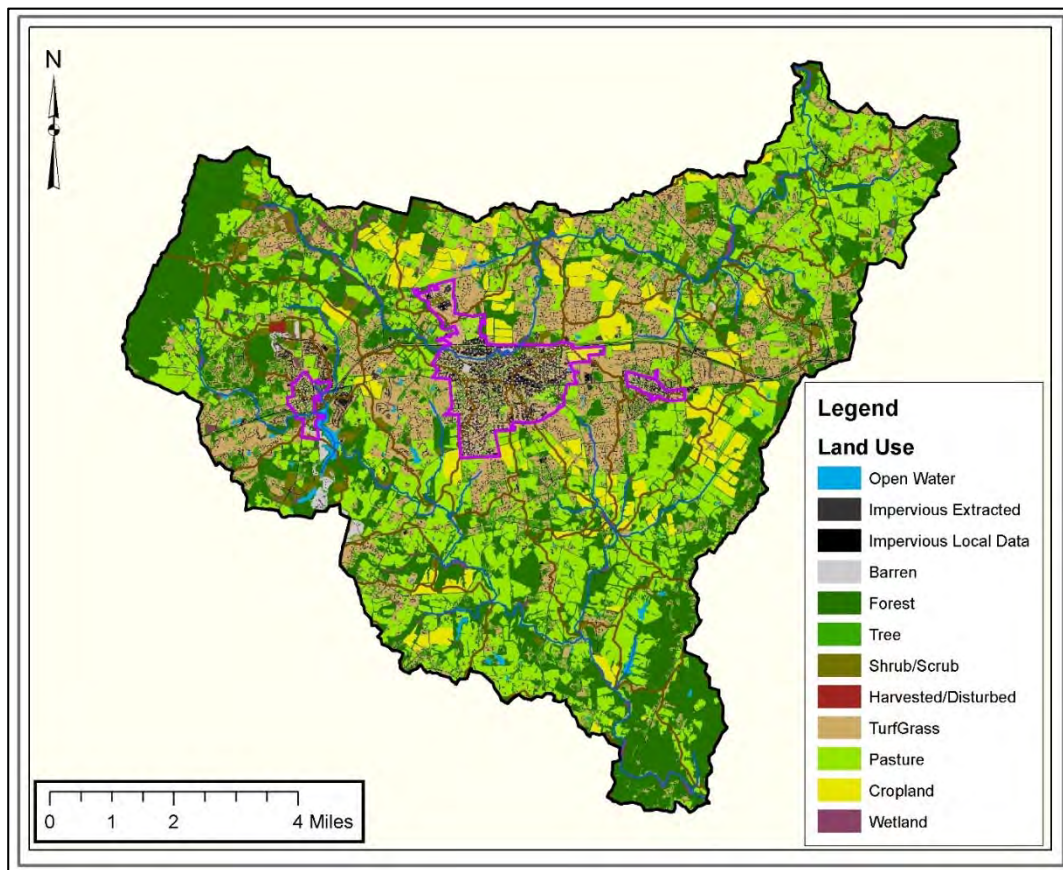 N
Legend
Land Use
Open Water
Impervious Extracted
Impervious Local Data
Barren
Forest
Tree
Shrub/Scrub
Harvested/Disturbed
TurfGrass
Pasture
Cropland
Wetland
0 1 2 4 Miles